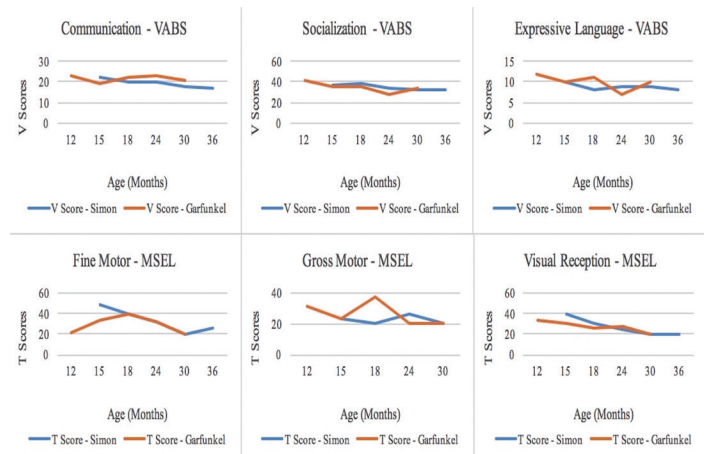 Communication - VABS
30
20
10
0
V Scores
12 15 18 24 30 36
Age (Months)
V Score - Simon V Score - Garfunkel
Socialization - VABS
60
40
20
0
V Scores
12 15 18 24 30 36
Age (Months)
V Score - Simon V Score - Garfunkel
Expressive Language - VABS
15
10
5
0
V Scores
12 15 18 24 30 36
Age (Months)
V Score - Simon V Score - Garfunkel
Fine Motor - MSEL
60
40
20
0
T Scores
12 15 18 24 30 36
Age (Months)
T Score - Simon T Score - Garfunkel
Gross Motor - MSEL
40
20
0
T Scores
12 15 18 24 30
Age (Months)
T Score - Simon T Score - Garfunkel
Visual Reception - MSEL
60
40
20
0
T Scores
12 15 18 24 30 36
Age (Months)
T Score - Simon T Score - Garfunkel